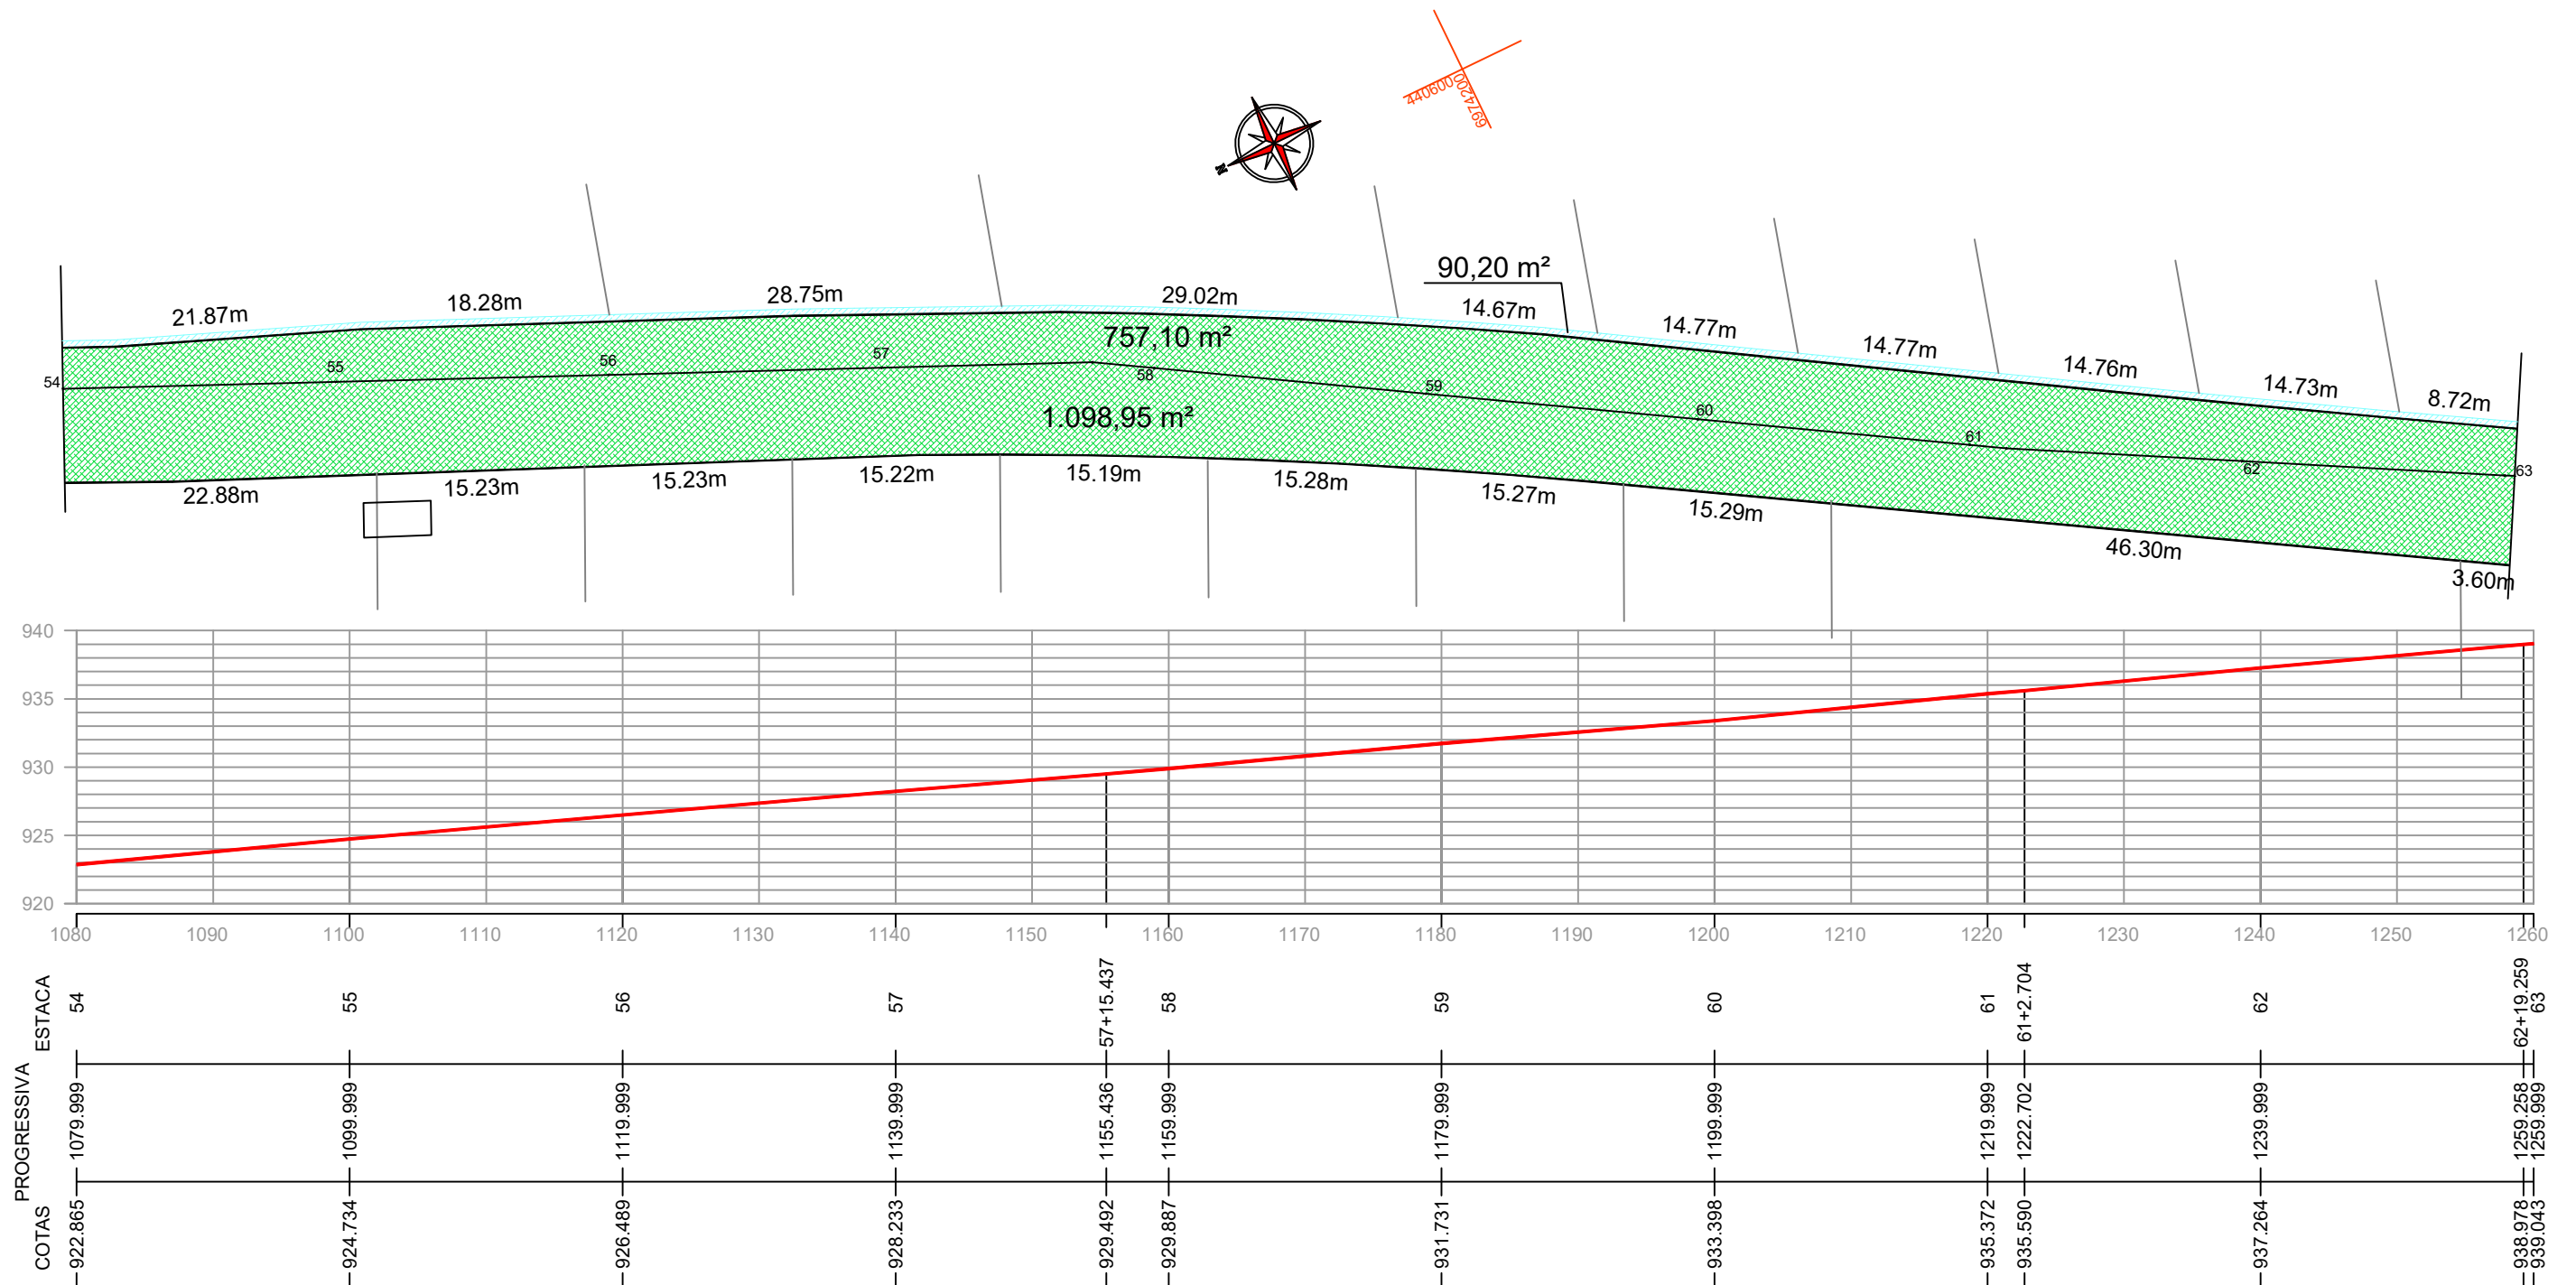 440600
6974200
N
90,20 m²
21.87m
18.28m
28.75m
29.02m
14.67m
14.77m
14.77m
14.76m
14.73m
8.72m
757,10 m²
54
55
56
57
58
59
60
61
62
63
1.098,95 m²
22.88m
15.23m
15.23m
15.22m
15.19m
15.28m
15.27m
15.29m
46.30m
3.60m
940
935
930
925
920
1080 1090 1100 1110 1120 1130 1140 1150 1160 1170 1180 1190 1200 1210 1220 1230 1240 1250 1260
ESTACA 54 55 56 57 57+15.437 58 59 60 61 61+2.704 62 62+19.259 63
PROGRESSIVA 1079.999 1099.999 1119.999 1139.999 1155.436 1159.999 1179.999 1199.999 1219.999 1222.702 1239.999 1259.258 1259.999
COTAS 922.865 924.734 926.489 928.233 929.492 929.887 931.731 933.398 935.372 935.590 937.264 938.978 939.043